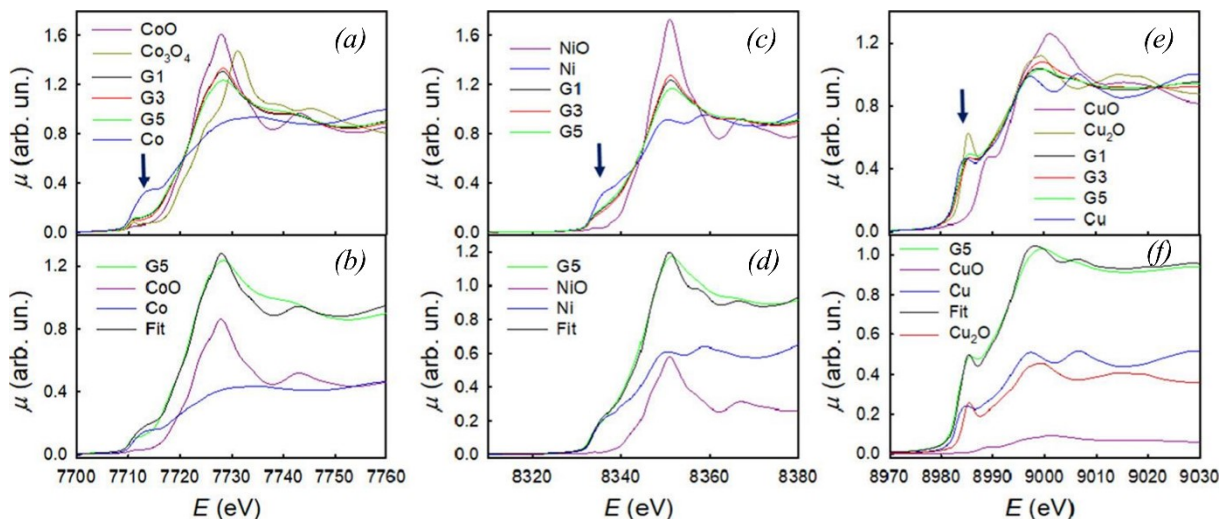 (a)
μ (arb. un.)
1.6
1.2
0.8
0.4
0.0
CoO
Co3O4
G1
G3
G5
Co
(c)
μ (arb. un.)
1.6
1.2
0.8
0.4
0.0
NiO
Ni
G1
G3
G5
(e)
μ (arb. un.)
1.2
0.8
0.4
0.0
CuO
Cu2O
G1
G3
G5
Cu
(b)
μ (arb. un.)
1.2
0.8
0.4
0.0
G5
CoO
Co
Fit
7700 7710 7720 7730 7740 7750 7760
E (eV)
(d)
μ (arb. un.)
1.2
1.0
0.8
0.6
0.4
0.2
0.0
G5
NiO
Ni
Fit
8320 8340 8360 8380
E (eV)
(f)
μ (arb. un.)
1.0
0.8
0.6
0.4
0.2
0.0
G5
CuO
Cu
Fit
Cu2O
8970 8980 8990 9000 9010 9020 9030
E (eV)